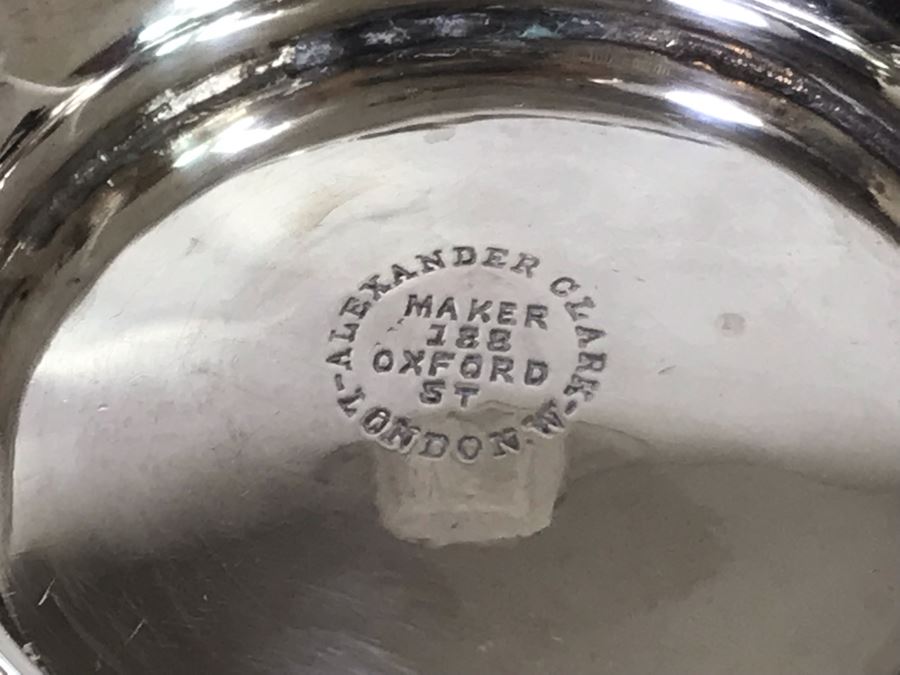 -ALEXANDER CLARK-
MAKER
188
OXFORD
ST
LONDON.W